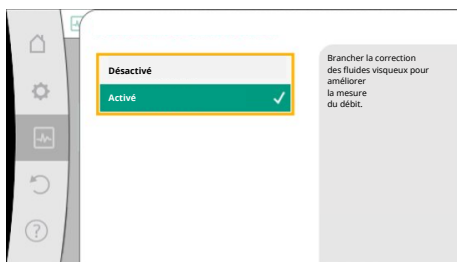 Désactivé
Activé
Brancher la correction
des fluides visqueux pour
améliorer
la mesure
du débit.